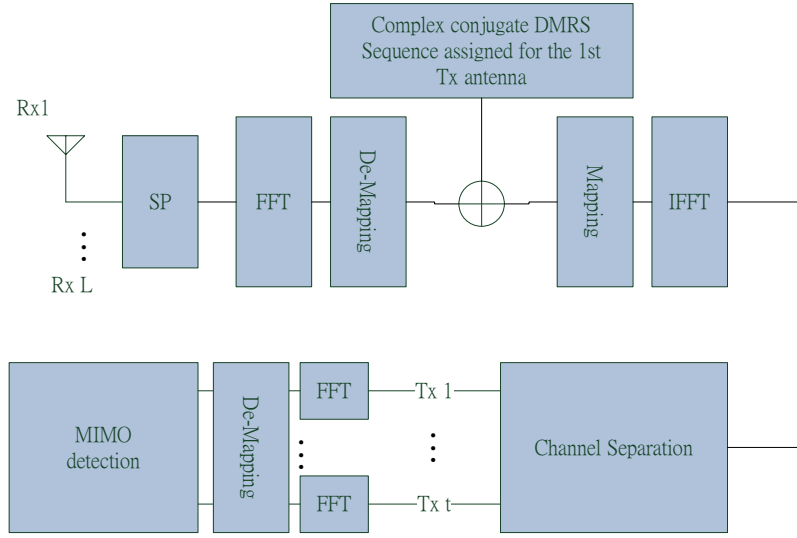 Complex conjugate DMRS
Sequence assigned for the 1st
Tx antenna
Rx1
SP
FFT
De-Mapping
Mapping
IFFT
Rx L
MIMO
detection
De-Mapping
FFT
Tx 1
Channel Separation
FFT
Tx t